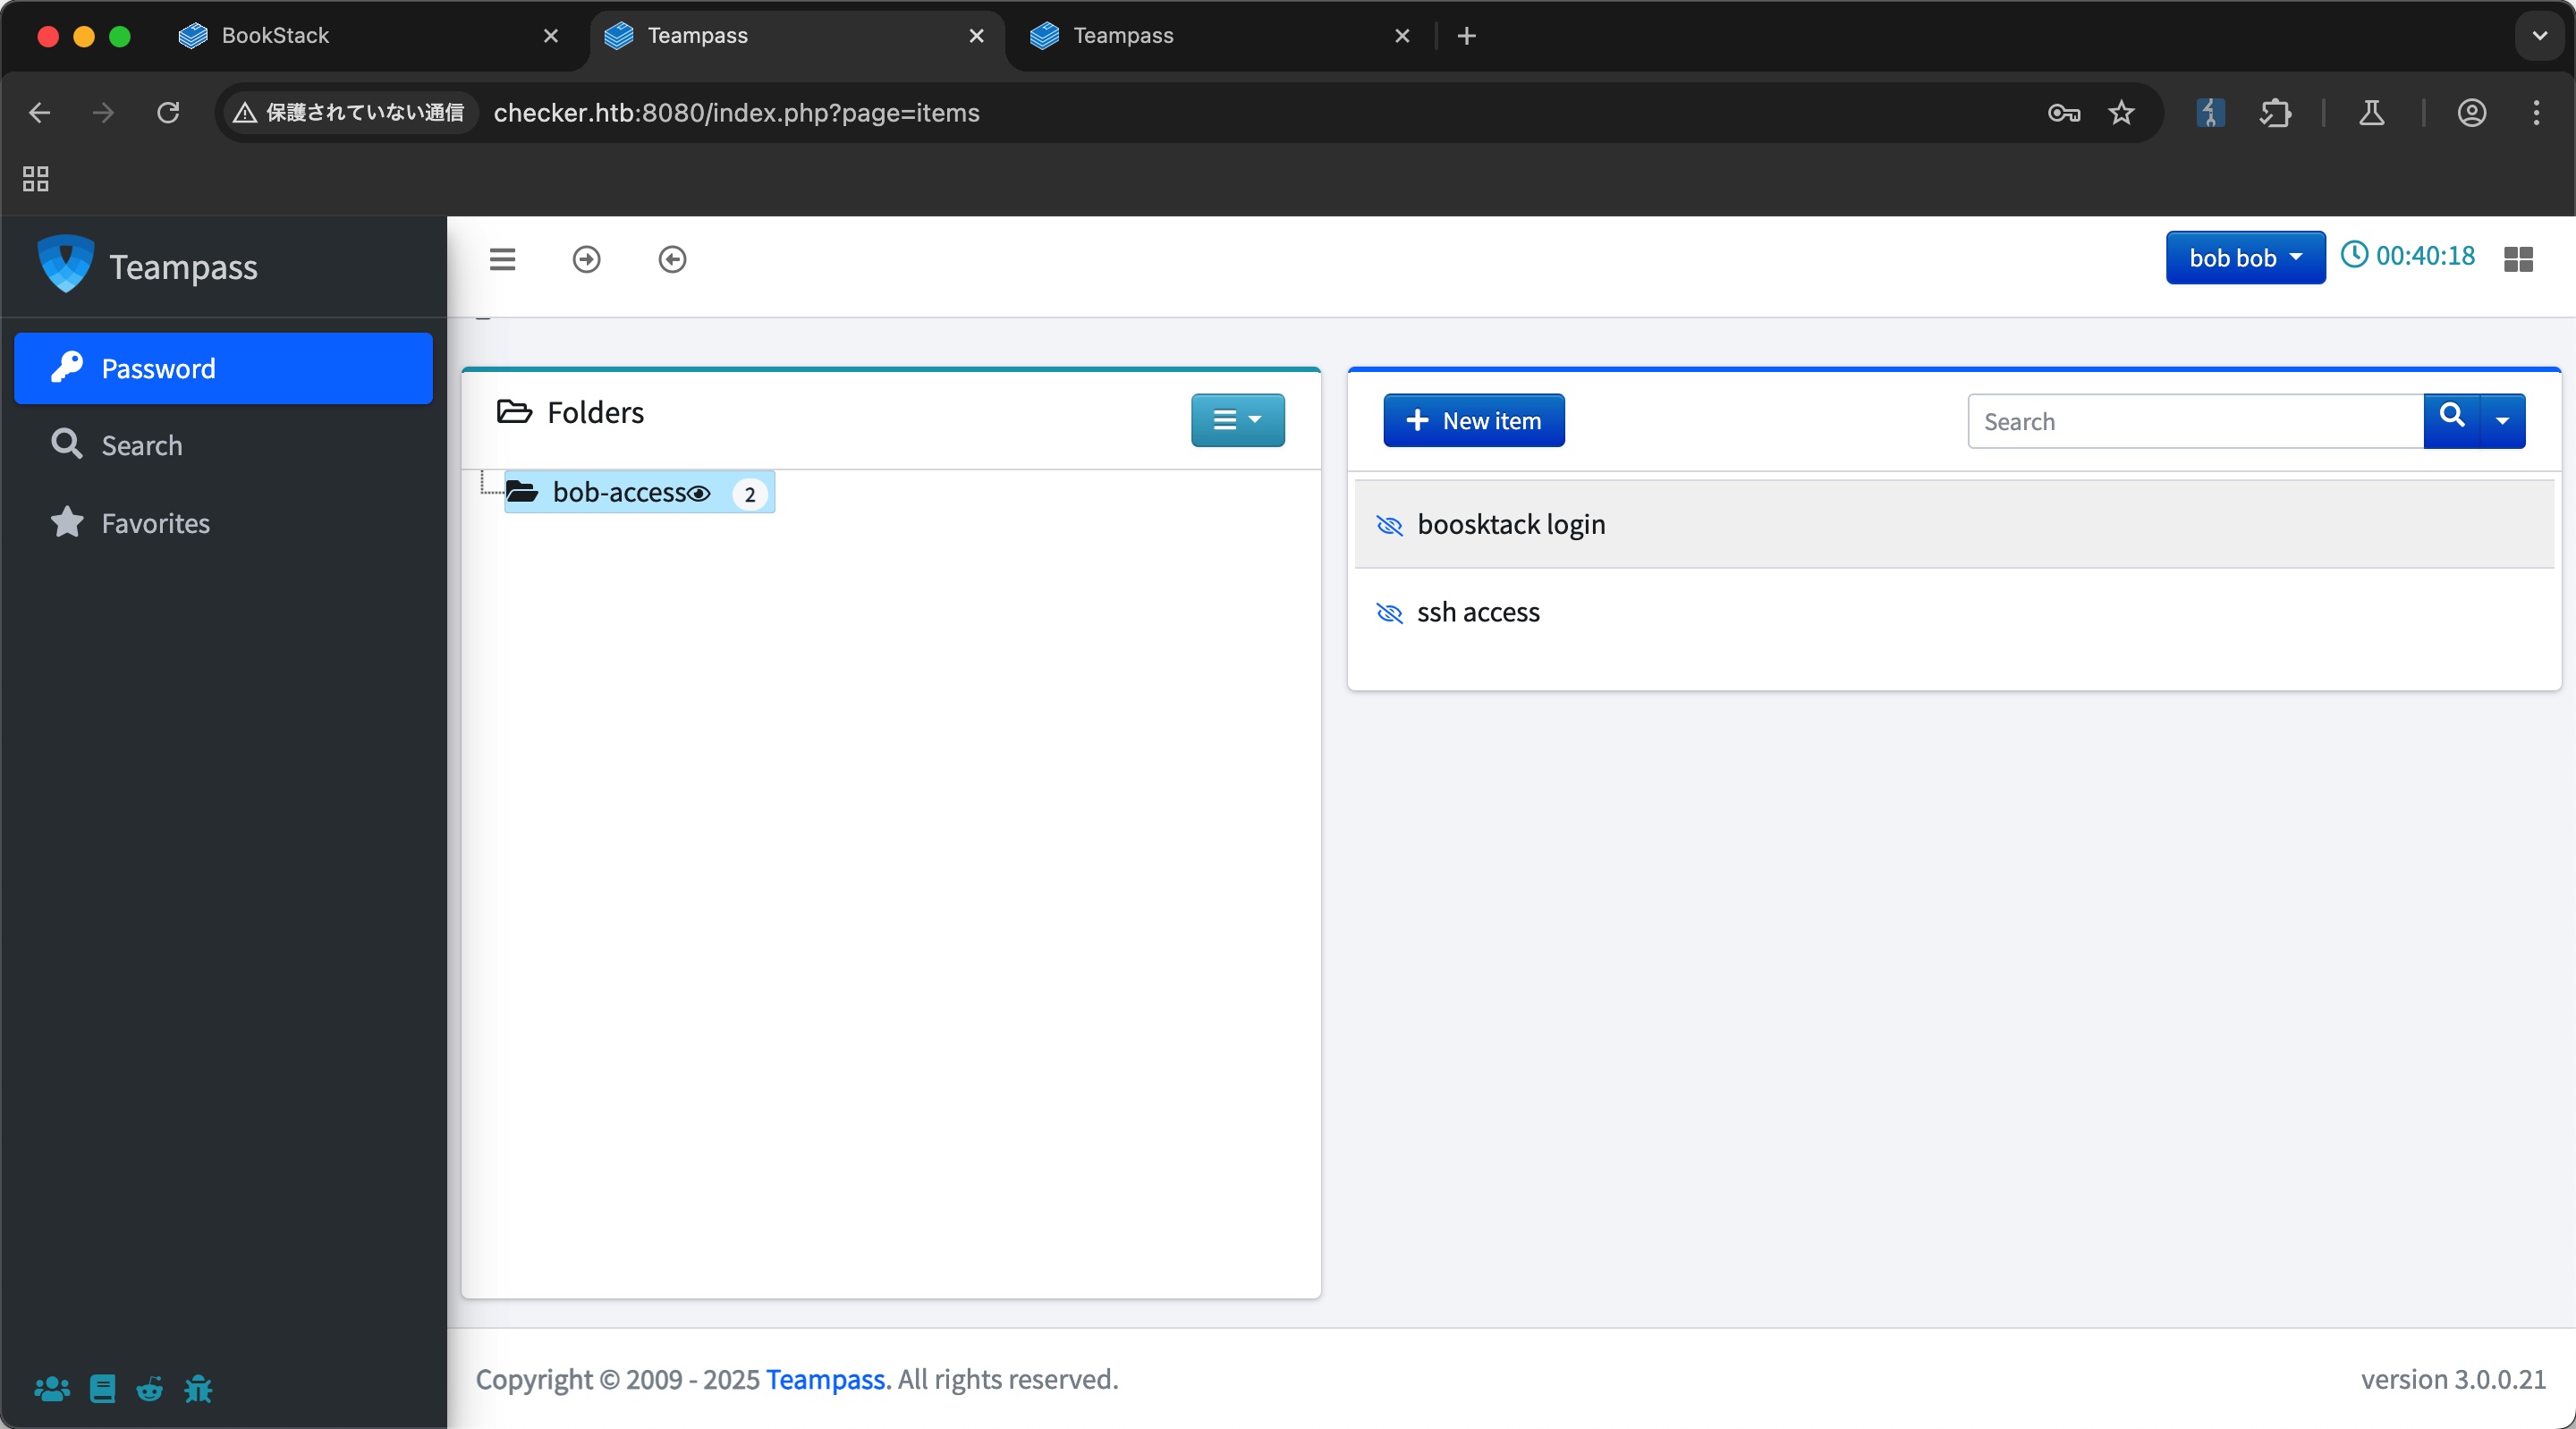 BookStack
Teampass
Teampass
保護されていない通信
checker.htb:8080/index.php?page=items
Teampass
bob bob
00:40:18
Password
Search
Favorites
Folders
bob-access
2
New item
Search
boosktack login
ssh access
Copyright © 2009 - 2025 Teampass. All rights reserved.
version 3.0.0.21